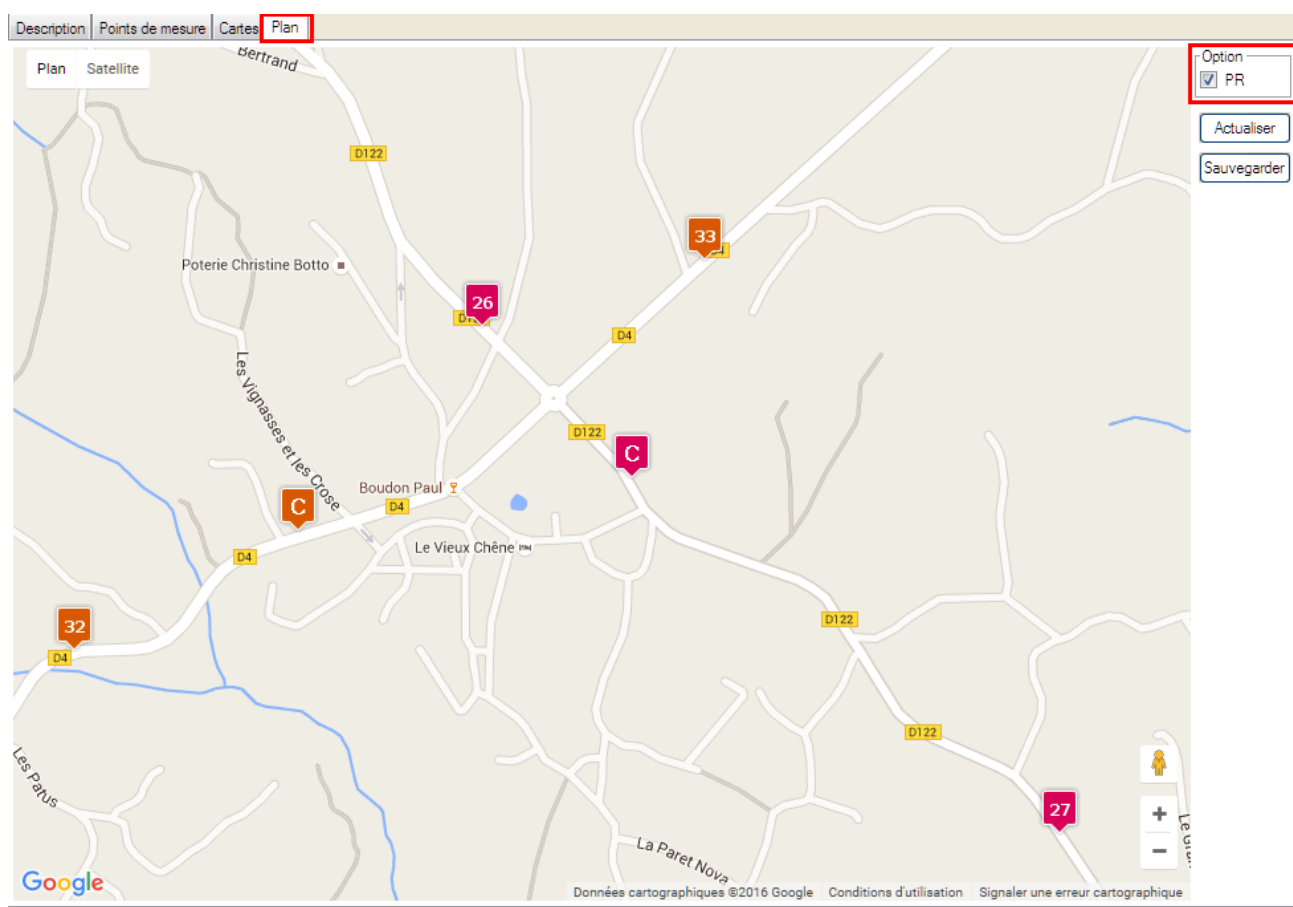 Description Points de mesure Cartes Plan
Option
PR
Actualiser
Sauvegarder
Plan Satellite
Bertrand
D122
33
Poterie Christine Botto
26
D4
D122
C
Les Vignasses et les Crose
Boudon Paul
D4
C
Le Vieux Chêne
D4
32
D4
D122
D122
Les Patus
27
+
−
La Paret Nova
Google
Données cartographiques ©2016 Google Conditions d'utilisation Signaler une erreur cartographique